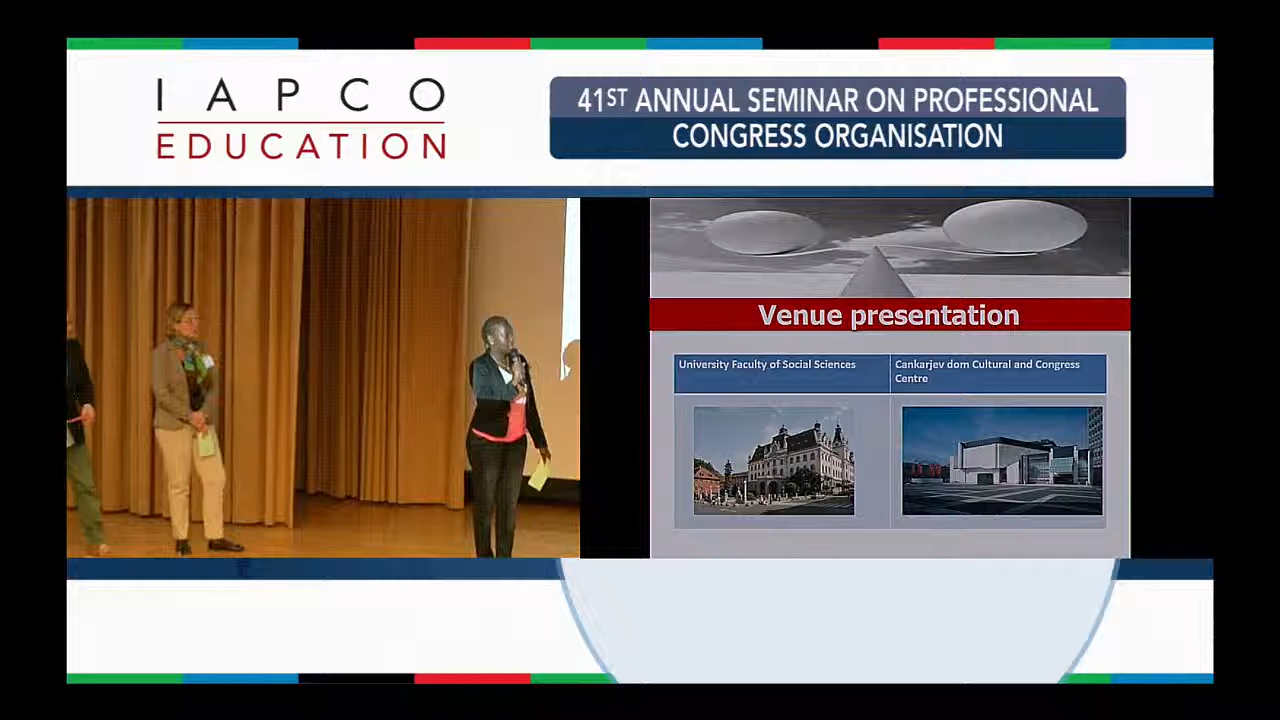 IAPCO
EDUCATION
41ST ANNUAL SEMINAR ON PROFESSIONAL
CONGRESS ORGANISATION
Venue presentation
University Faculty of Social Sciences
Cankarjev dom Cultural and Congress
Centre